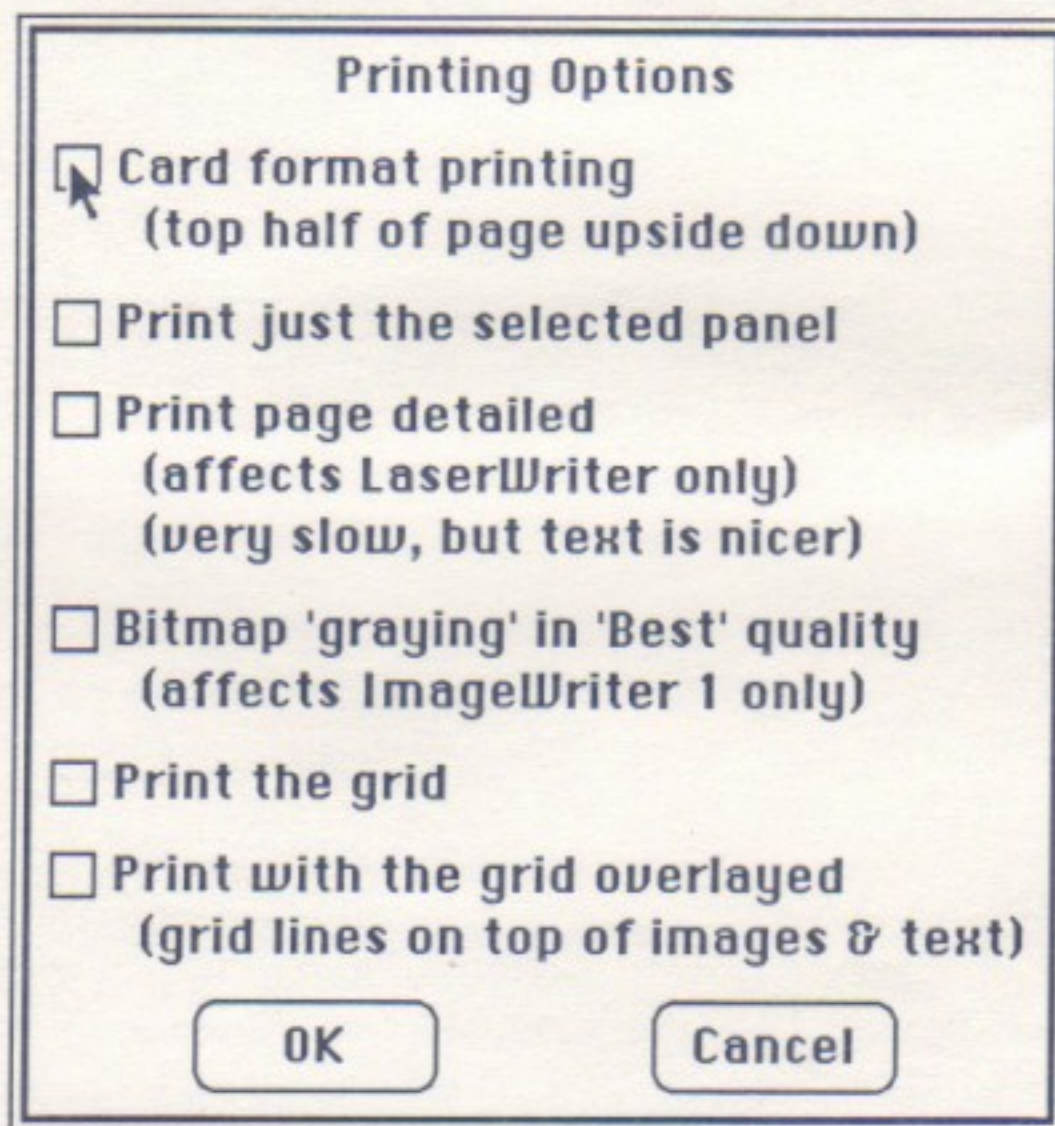 Printing Options
Card format printing
(top half of page upside down)
Print just the selected panel
Print page detailed
(affects LaserWriter only)
(very slow, but text is nicer)
Bitmap 'graying' in 'Best' quality
(affects ImageWriter 1 only)
Print the grid
Print with the grid overlayed
(grid lines on top of images & text)
OK Cancel